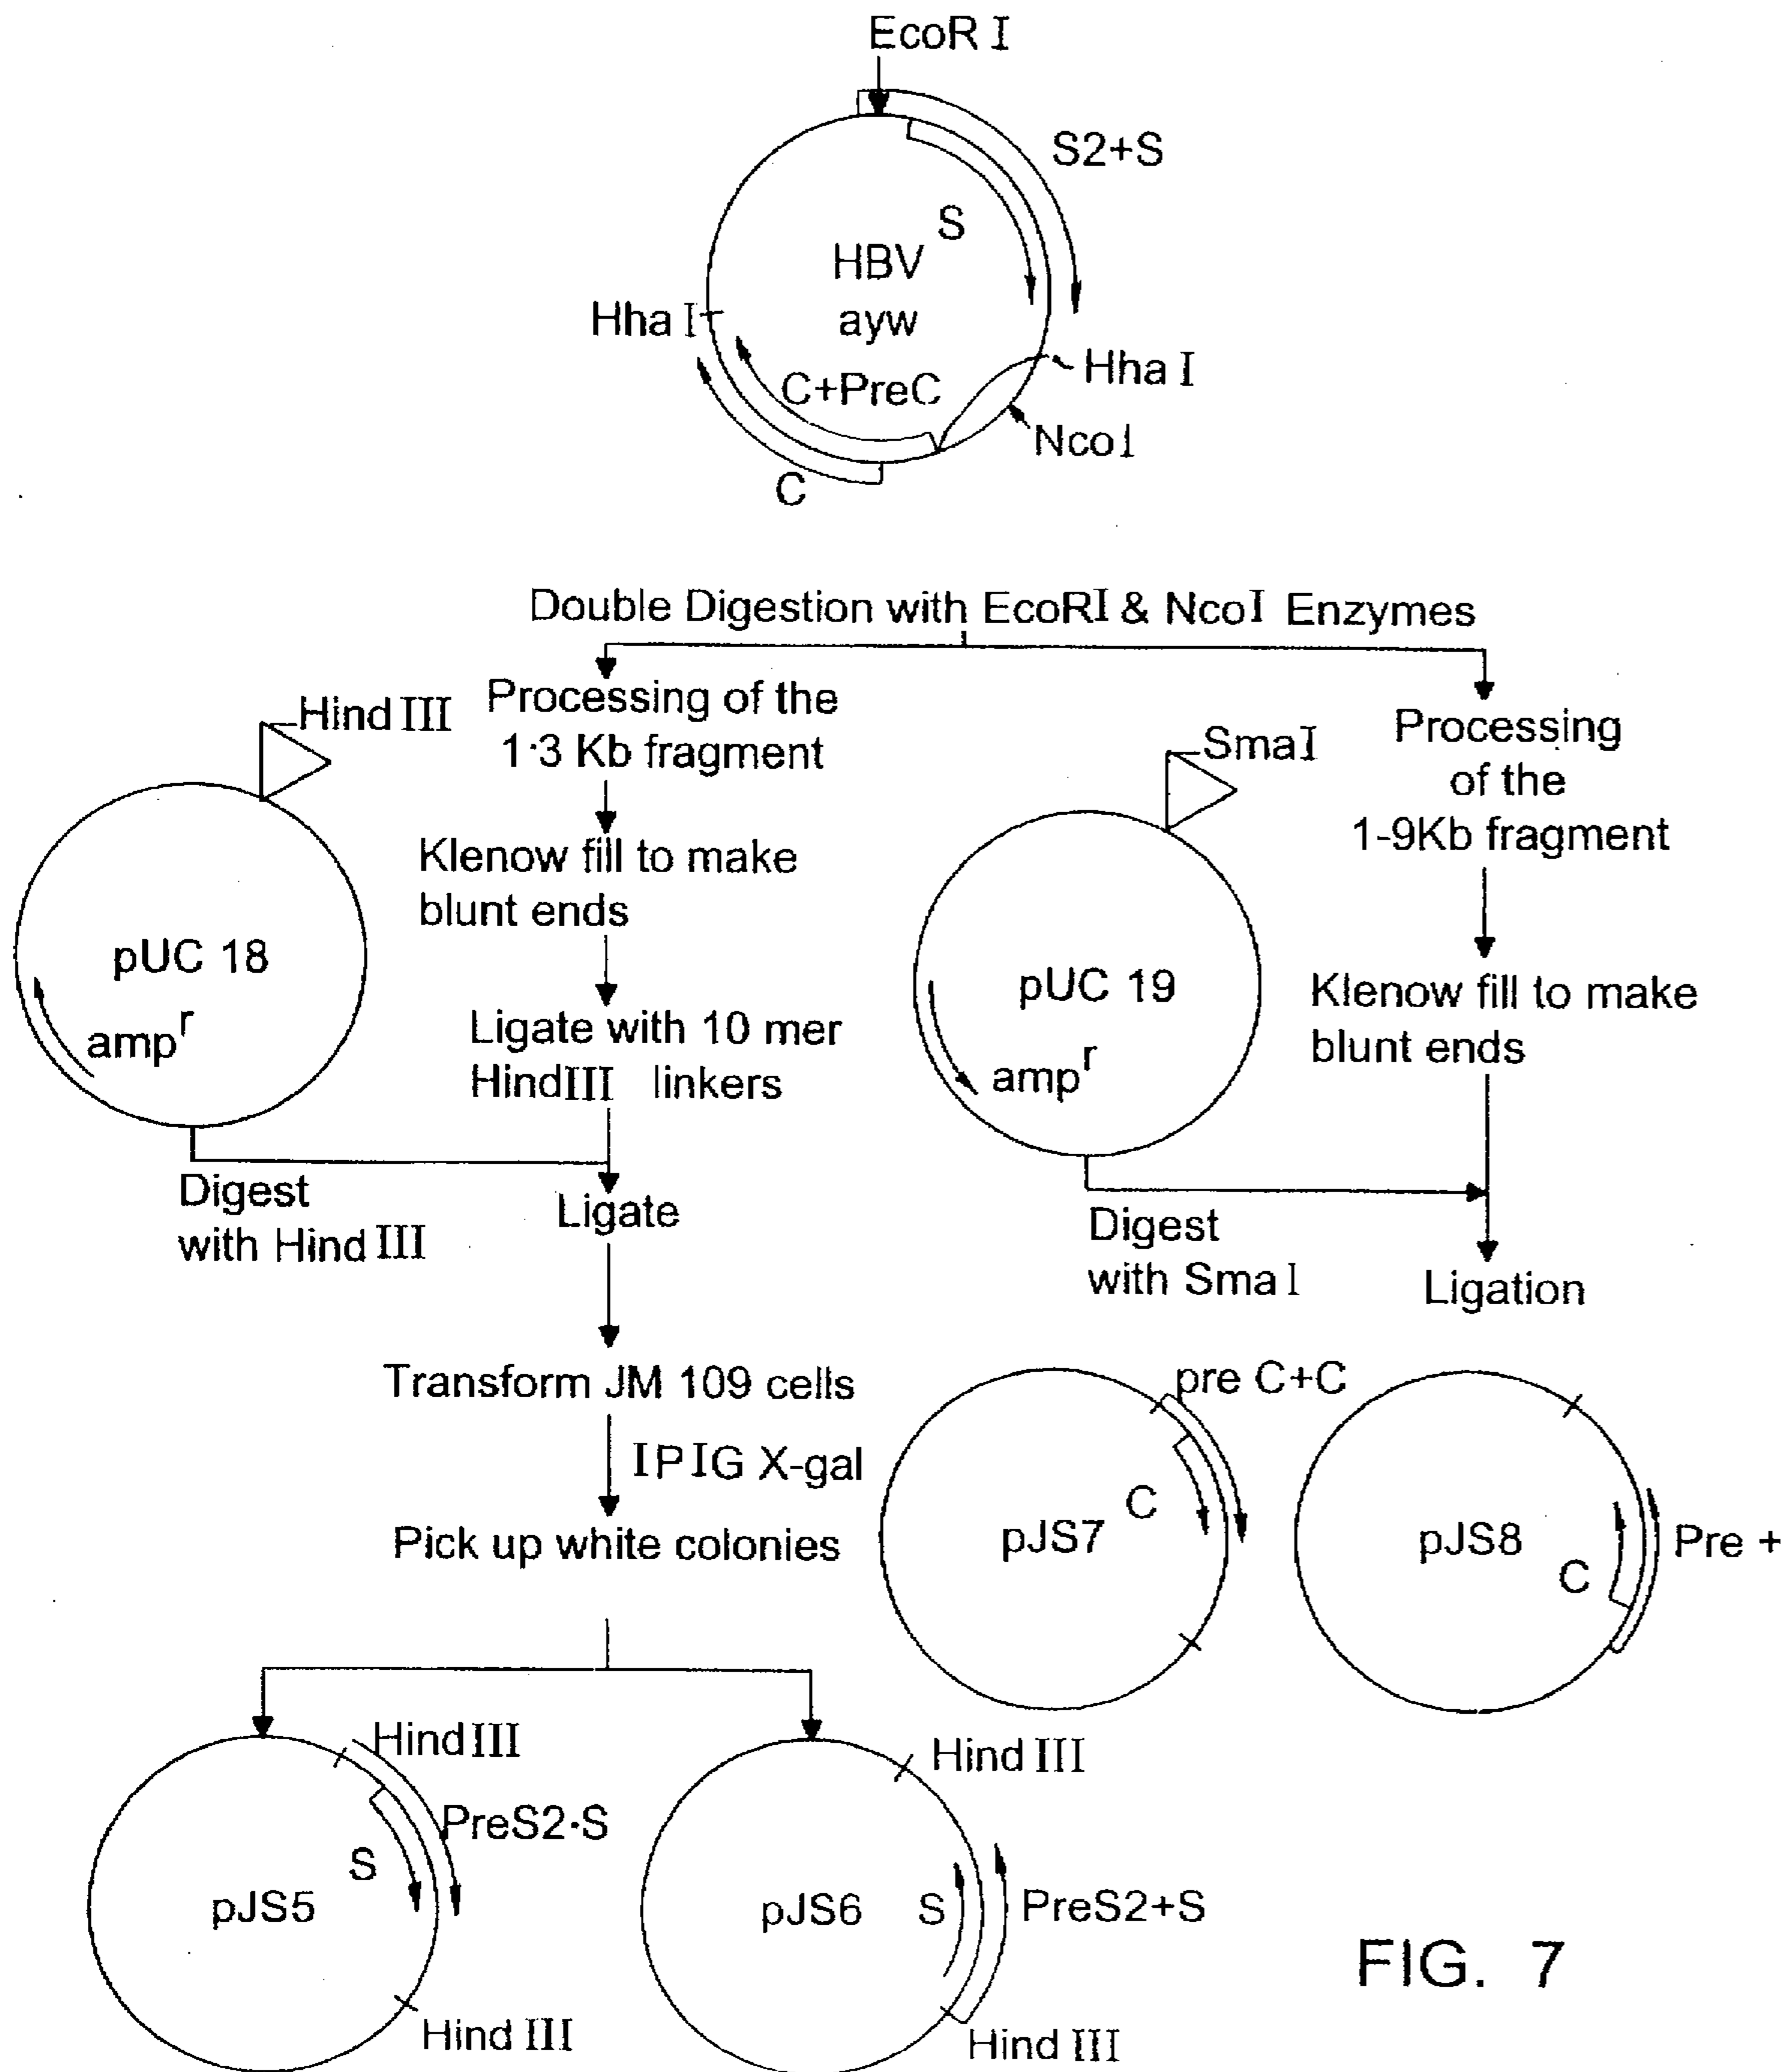 EcoR I
S2+S
S
HBV
ayw
Hha I
C+PreC
Hha I
Nco I
C
Double Digestion with EcoRI & NcoI Enzymes
Hind III
Processing of the
1·3 Kb fragment
Klenow fill to make
blunt ends
Ligate with 10 mer
HindIII linkers
pUC 18
amp r
Digest
with Hind III
Ligate
SmaI
Processing
of the
1-9Kb fragment
pUC 19
amp r
Klenow fill to make
blunt ends
Digest
with Sma I
Ligation
Transform JM 109 cells
IPIG X-gal
Pick up white colonies
pre C+C
C
pJS7
pJS8
C
Pre +
Hind III
PreS2·S
S
pJS5
Hind III
Hind III
pJS6
S
PreS2+S
Hind III
FIG. 7